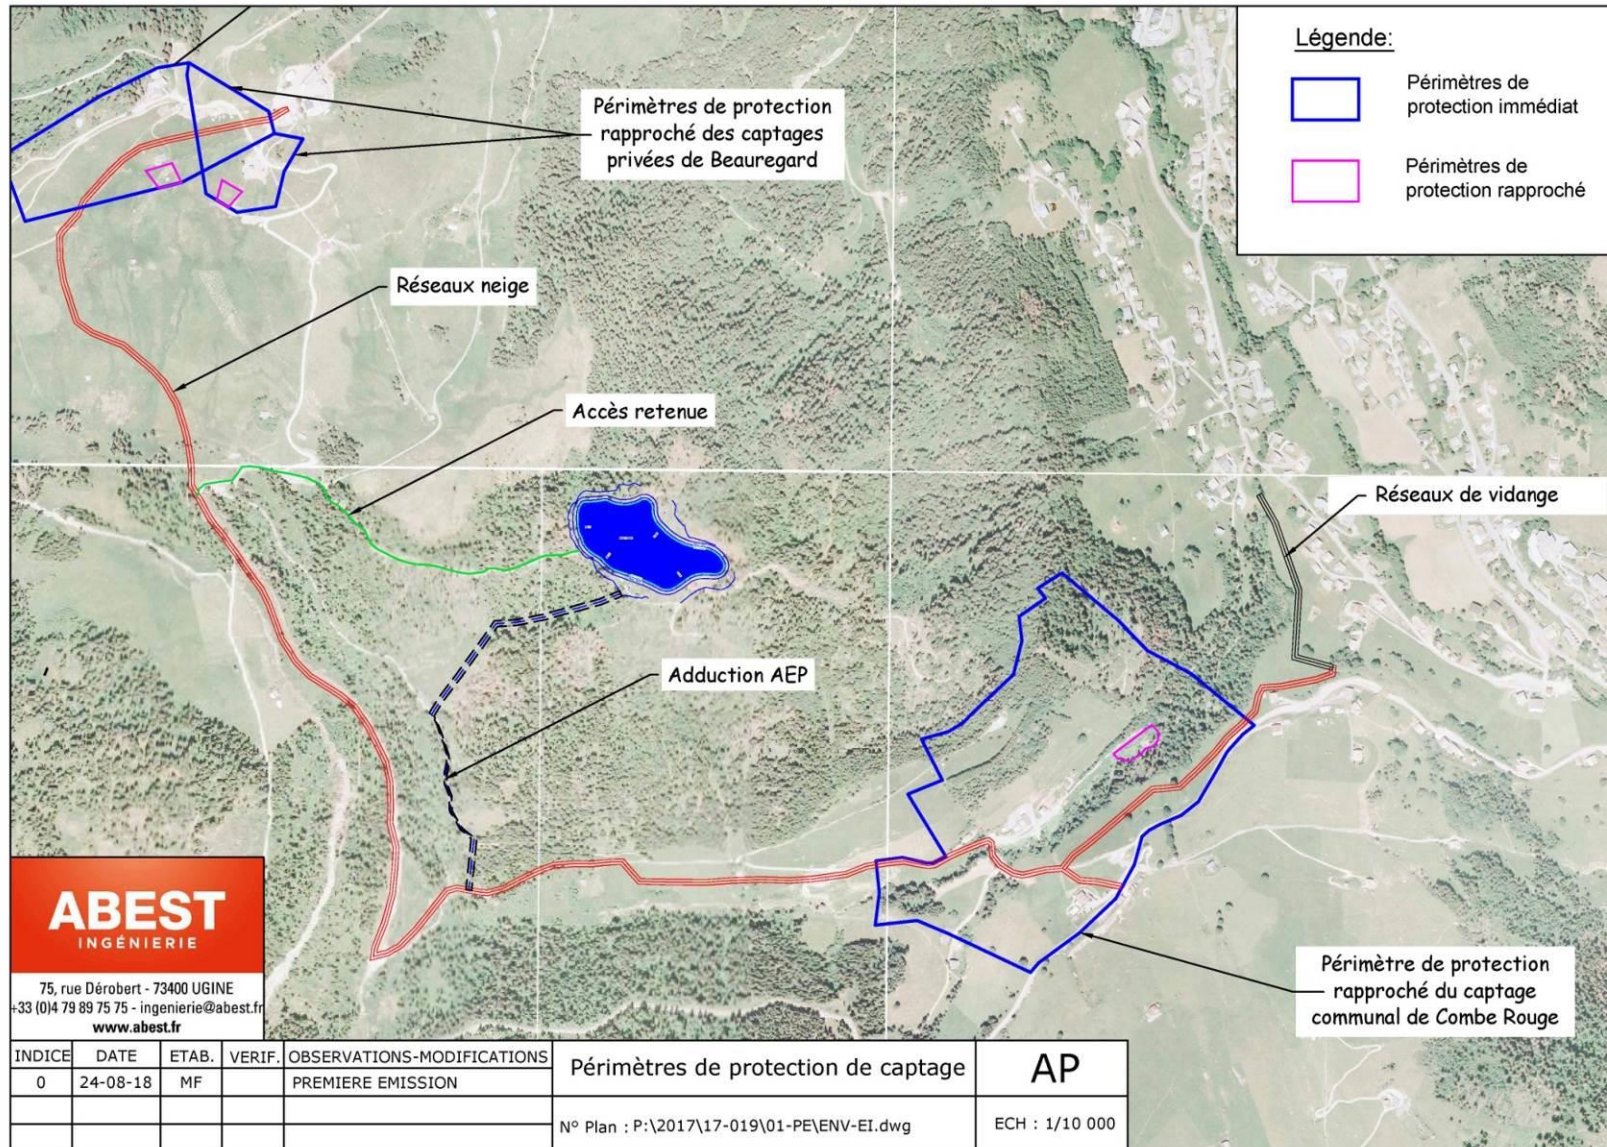 Légende:
Périmètres de
protection immédiat
Périmètres de
protection rapproché
Périmètres de protection
rapproché des captages
privées de Beauregard
Réseaux neige
Accès retenue
Réseaux de vidange
Adduction AEP
Périmètre de protection
rapproché du captage
communal de Combe Rouge
ABEST
INGÉNIERIE
75, rue Dérobert - 73400 UGINE
+33 (0)4 79 89 75 75 - ingenierie@abest.fr
www.abest.fr
INDICE DATE ETAB. VERIF. OBSERVATIONS-MODIFICATIONS
0 24-08-18 MF PREMIERE EMISSION
Périmètres de protection de captage
AP
N° Plan : P:\2017\17-019\01-PE\ENV-EI.dwg
ECH : 1/10 000